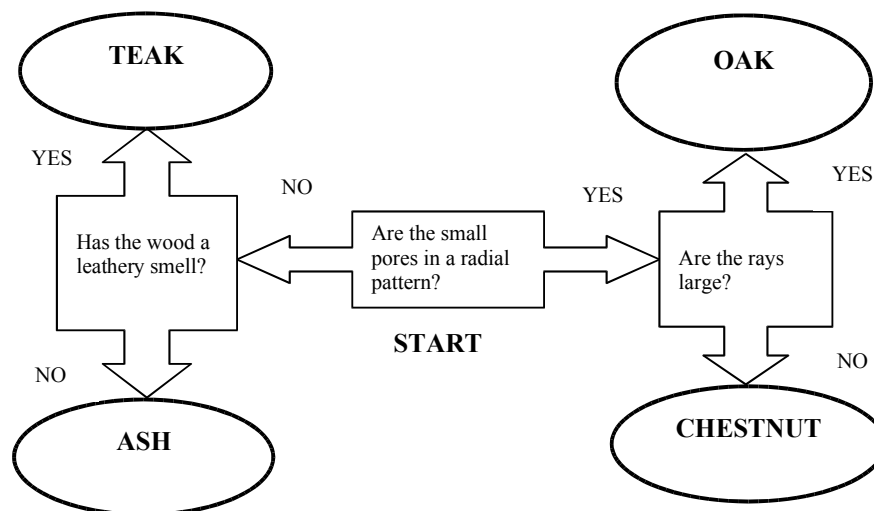 TEAK
OAK
YES
NO
YES
YES
Has the wood a
leathery smell?
Are the small
pores in a radial
pattern?
Are the rays
large?
START
NO
NO
ASH
CHESTNUT